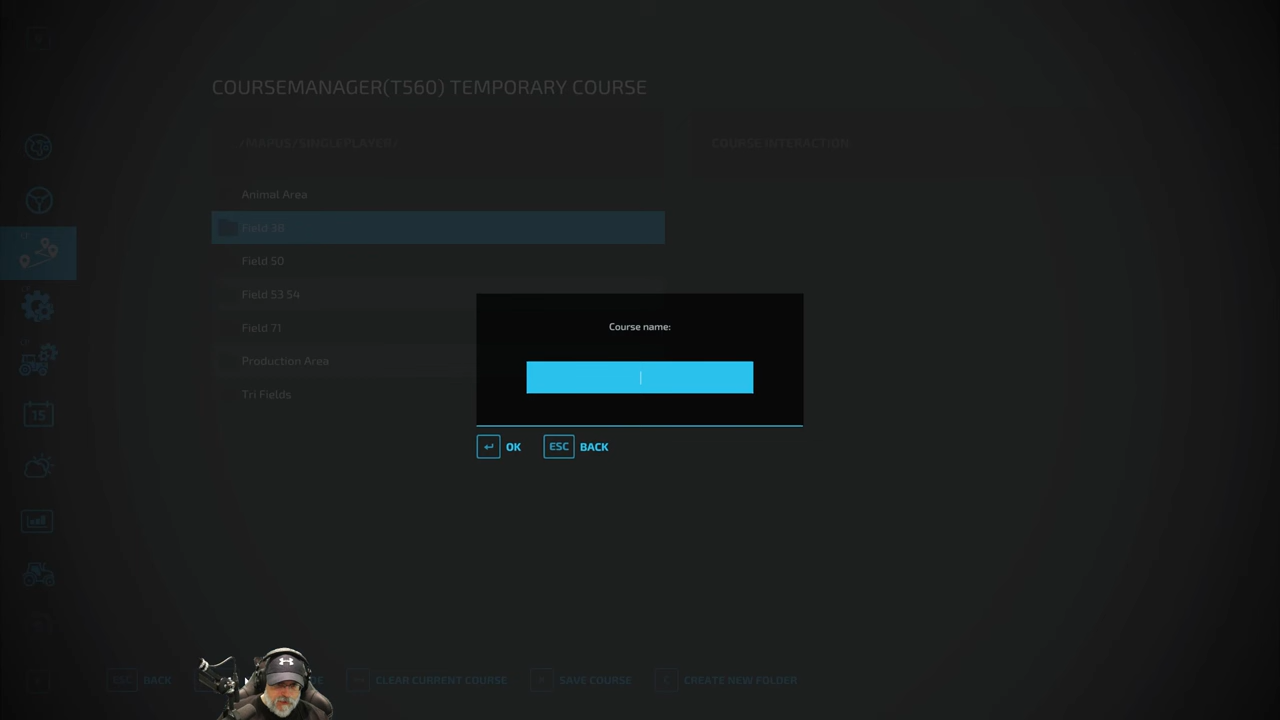 COURSEMANAGER(T560) TEMPORARY COURSE
COURSE INTERACTION
Animal Area
Field 38
Field 50
Field 53 54
Field 71
Production Area
Tri Fields
Course name:
OK
ESC BACK
15
ESC BACK
CLEAR CURRENT COURSE
SAVE COURSE
CREATE NEW FOLDER